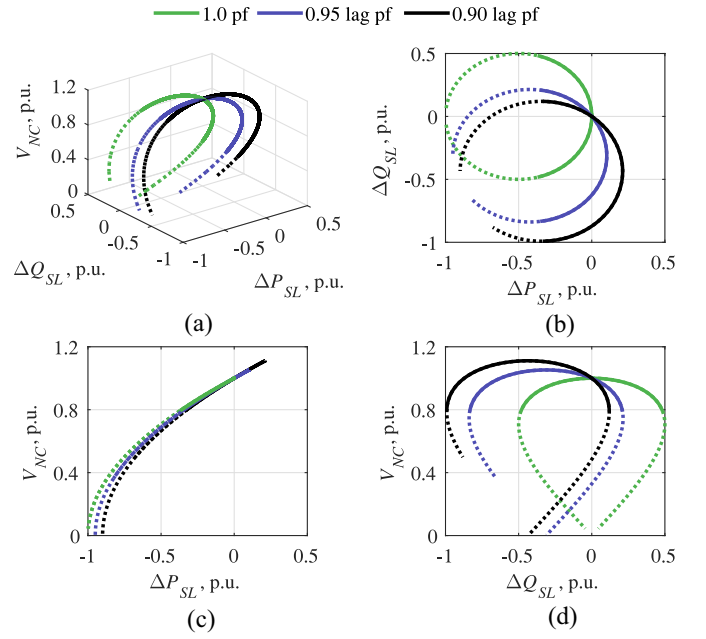 1.0 pf 0.95 lag pf 0.90 lag pf
V_NC, p.u.
1.2
0.8
0.4
0
0.5
0
-0.5
-1
-1
-0.5
0
0.5
ΔQ_SL, p.u.
ΔP_SL, p.u.
(a)
ΔQ_SL, p.u.
0.5
0
-0.5
-1
-1 -0.5 0 0.5
ΔP_SL, p.u.
(b)
V_NC, p.u.
1.2
0.8
0.4
0
-1 -0.5 0 0.5
ΔP_SL, p.u.
(c)
V_NC, p.u.
1.2
0.8
0.4
0
-1 -0.5 0 0.5
ΔQ_SL, p.u.
(d)